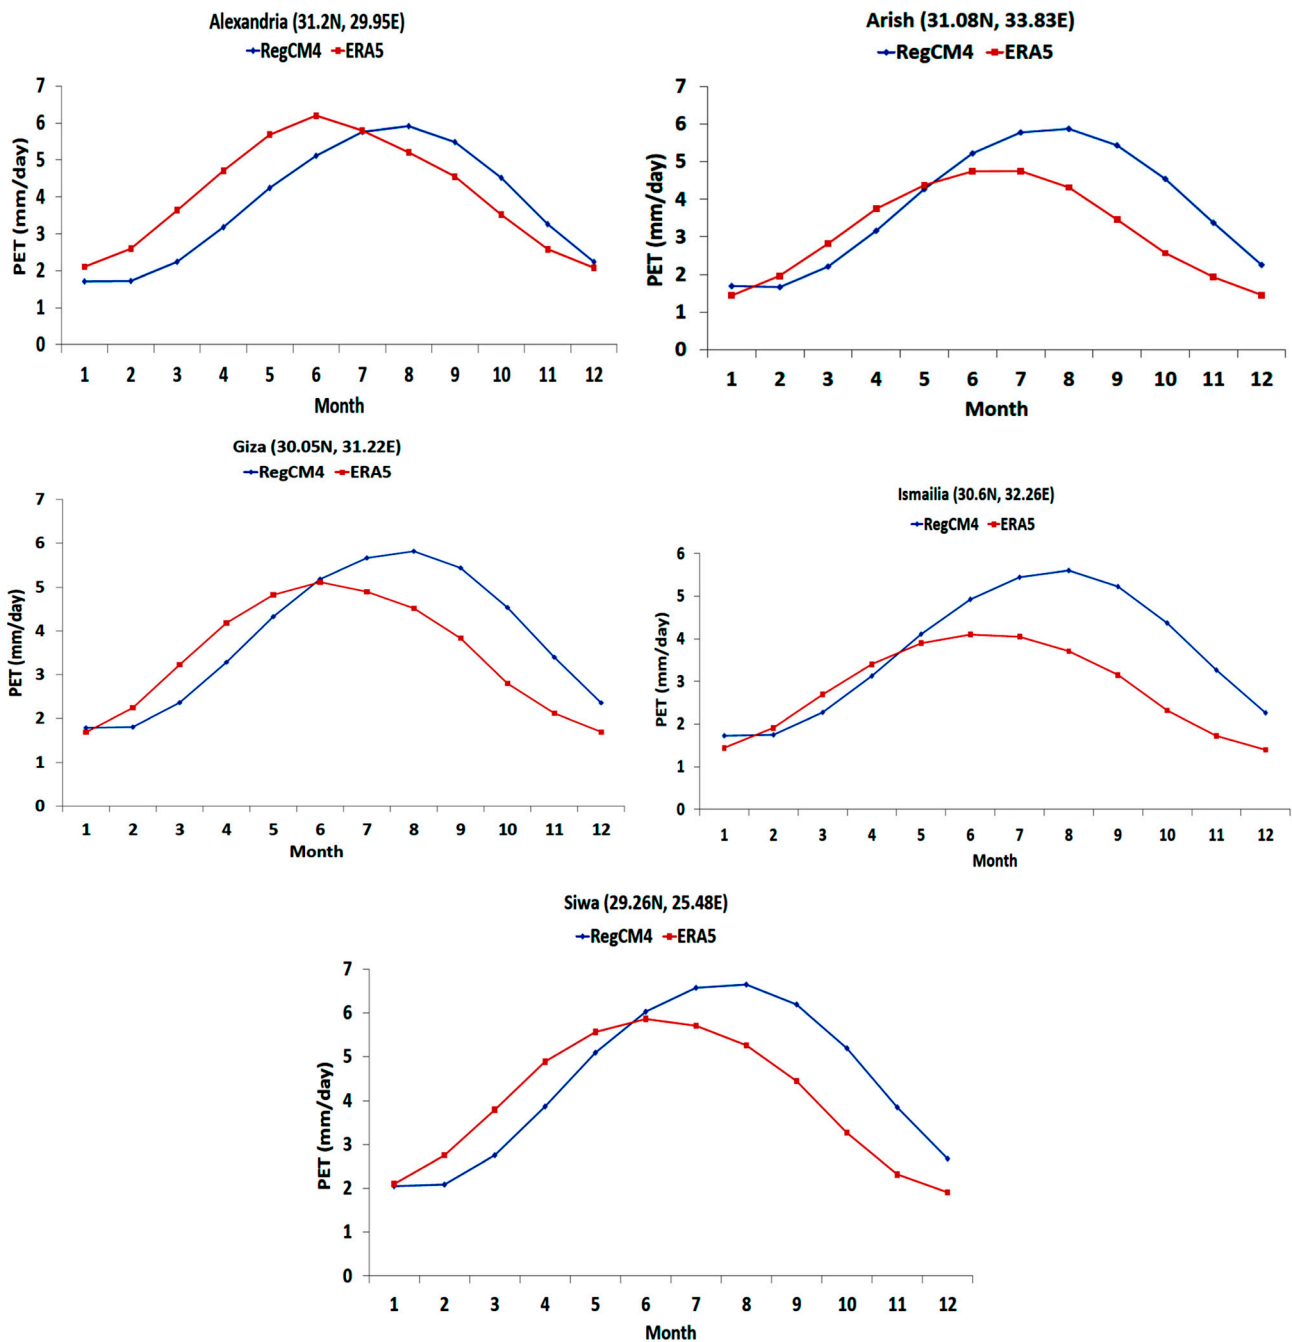 Alexandria (31.2N, 29.95E)
RegCM4 ERA5
PET (mm/day)
7
6
5
4
3
2
1
0
1 2 3 4 5 6 7 8 9 10 11 12
Month
Arish (31.08N, 33.83E)
RegCM4 ERA5
PET (mm/day)
7
6
5
4
3
2
1
0
1 2 3 4 5 6 7 8 9 10 11 12
Month
Giza (30.05N, 31.22E)
RegCM4 ERA5
PET (mm/day)
7
6
5
4
3
2
1
0
1 2 3 4 5 6 7 8 9 10 11 12
Month
Ismailia (30.6N, 32.26E)
RegCM4 ERA5
PET (mm/day)
6
5
4
3
2
1
0
1 2 3 4 5 6 7 8 9 10 11 12
Month
Siwa (29.26N, 25.48E)
RegCM4 ERA5
PET (mm/day)
7
6
5
4
3
2
1
0
1 2 3 4 5 6 7 8 9 10 11 12
Month